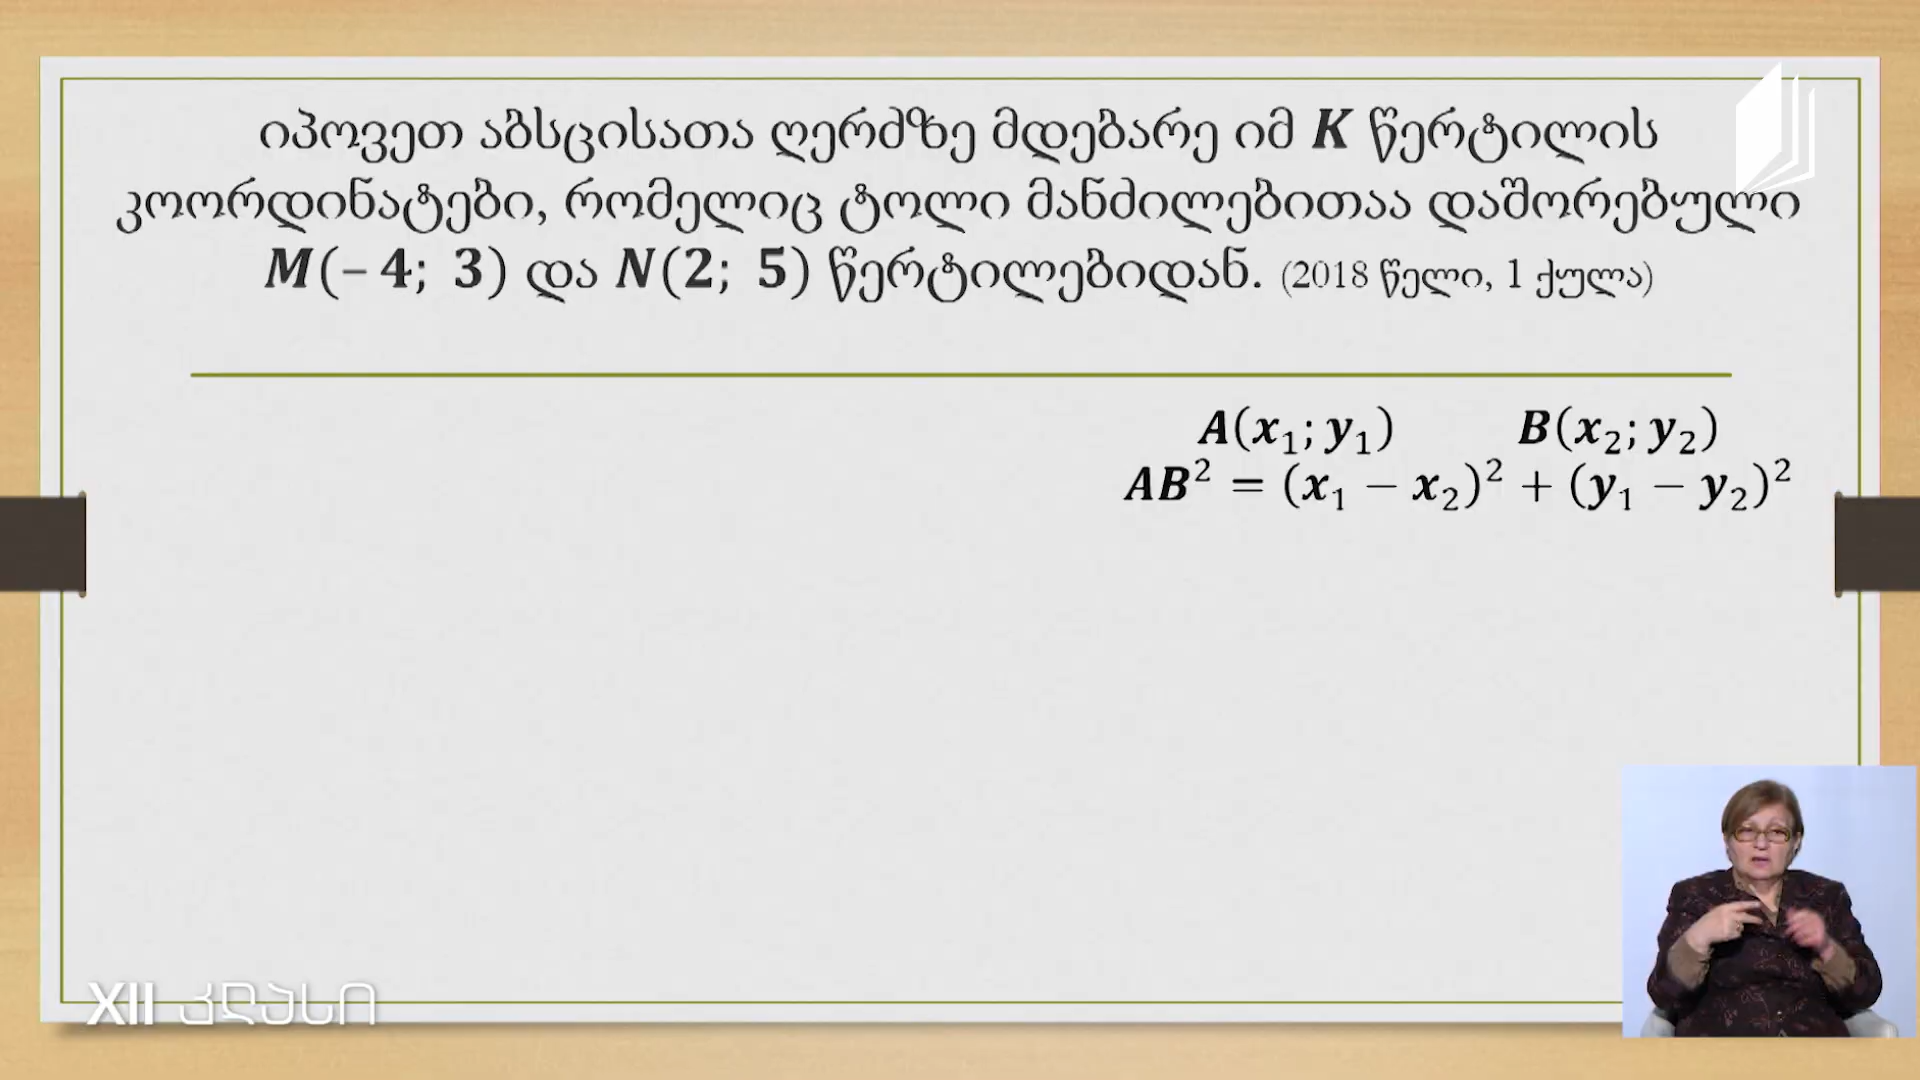 იპოვეთ აბსცისათა ღერძზე მდებარე იმ K წერტილის
კოორდინატები, რომელიც ტოლი მანძილებითაა დაშორებული
M(– 4; 3) და N(2; 5) წერტილებიდან. (2018 წელი, 1 ქულა)
A(x₁; y₁) B(x₂; y₂)
AB² = (x₁ − x₂)² + (y₁ − y₂)²
XII კლასი